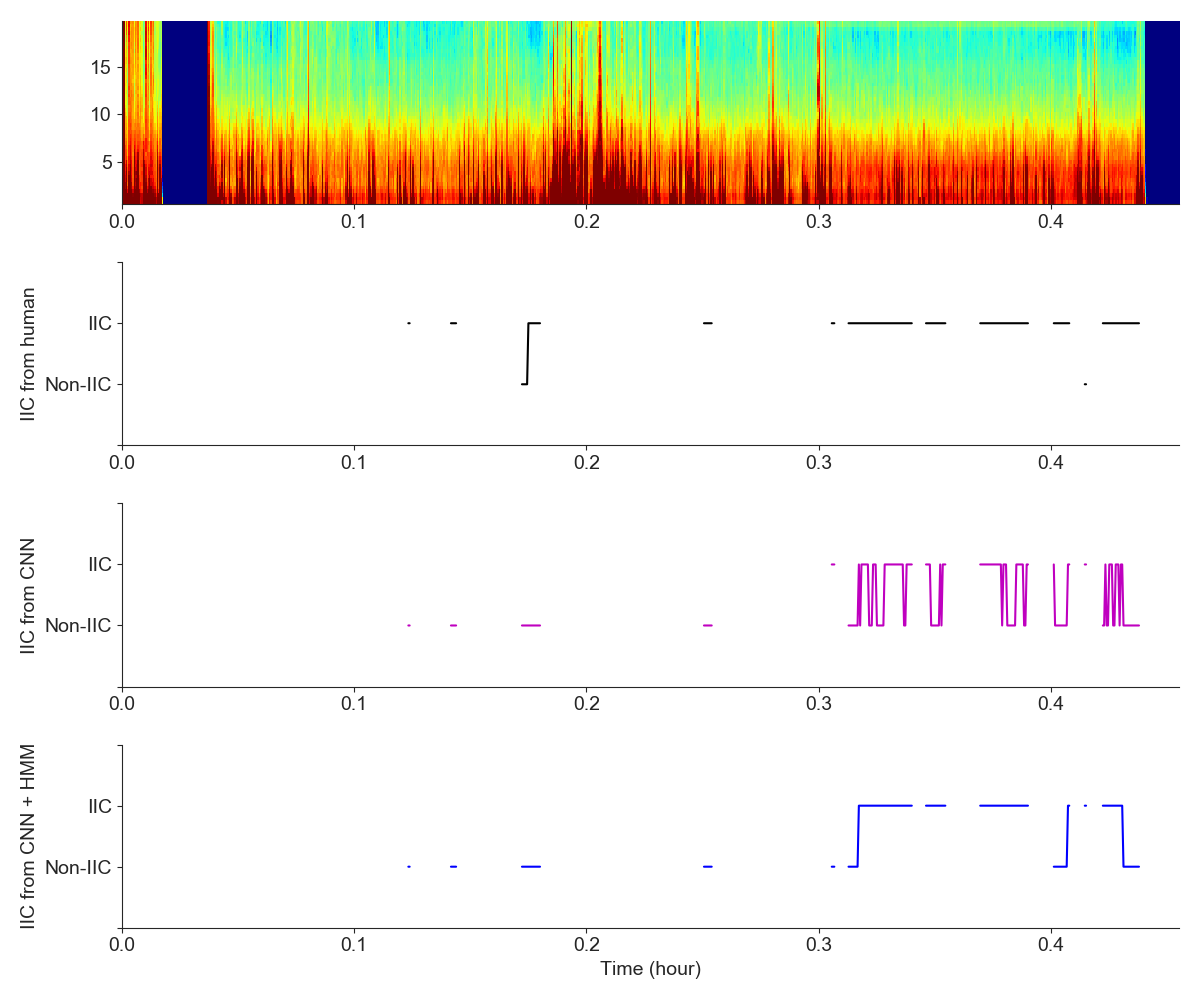 15
10
5
0.0 0.1 0.2 0.3 0.4
IIC from human
IIC
Non-IIC
0.0 0.1 0.2 0.3 0.4
IIC from CNN
IIC
Non-IIC
0.0 0.1 0.2 0.3 0.4
IIC from CNN + HMM
IIC
Non-IIC
0.0 0.1 0.2 0.3 0.4
Time (hour)